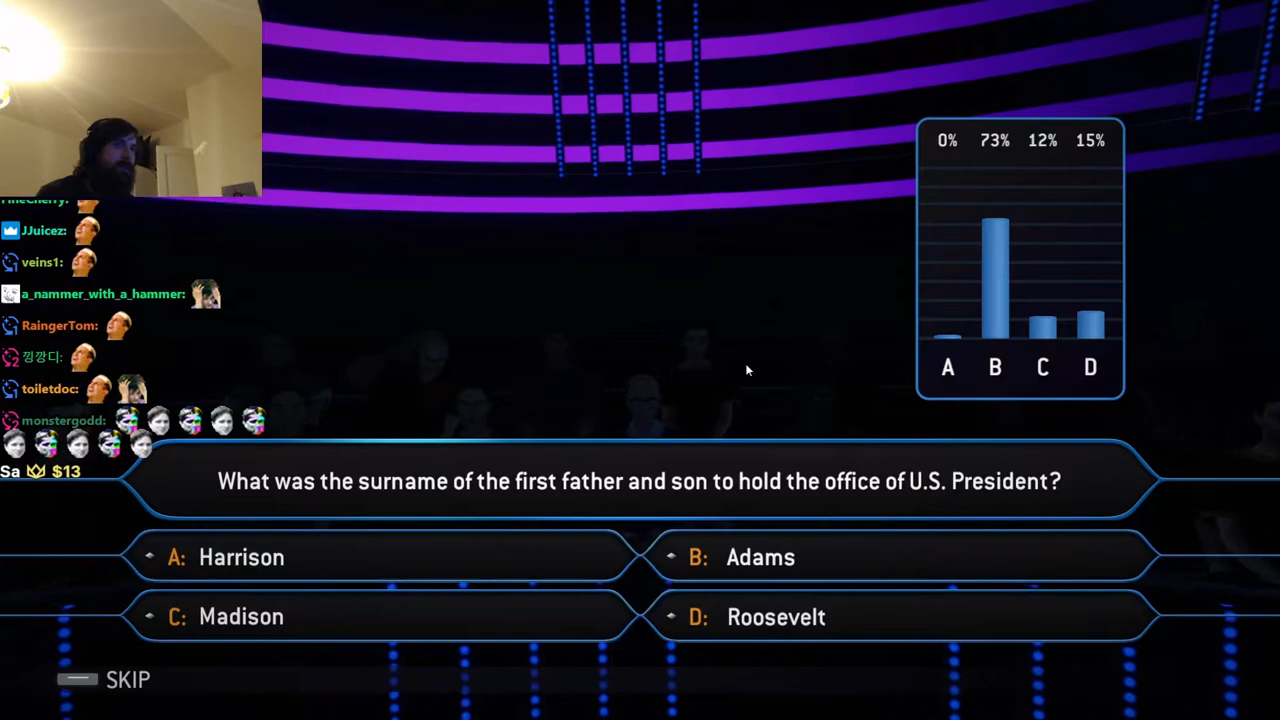 0% 73% 12% 15%
A B C D
JJuicez:
veins1:
a_nammer_with_a_hammer:
RaingerTom:
낑깡디:
toiletdoc:
monstergodd:
Sa $13
What was the surname of the first father and son to hold the office of U.S. President?
A: Harrison
B: Adams
C: Madison
D: Roosevelt
SKIP